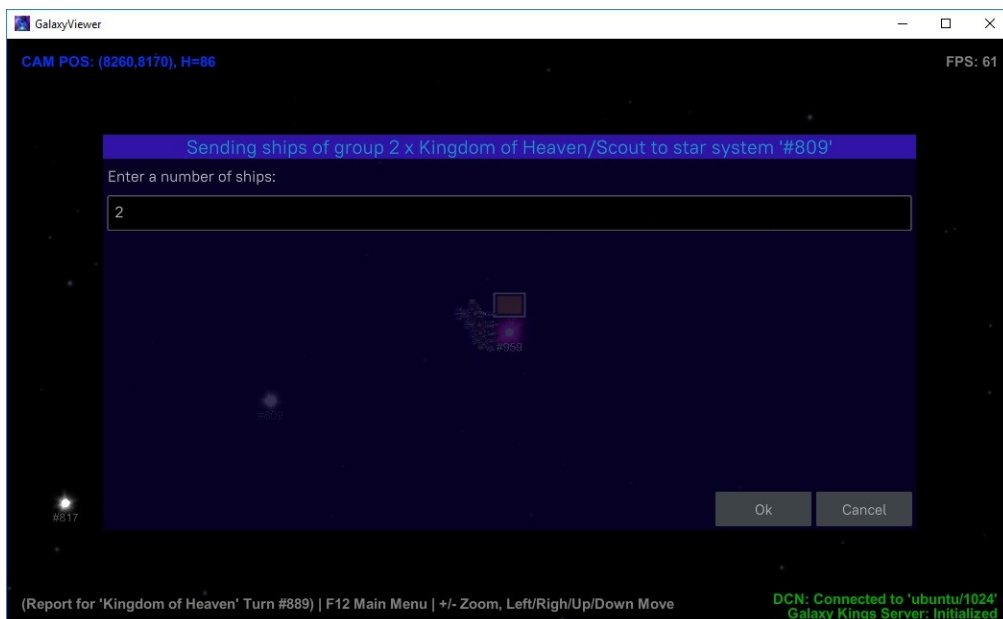 GalaxyViewer
CAM POS: (8260,8170), H=86
FPS: 61
Sending ships of group 2 x Kingdom of Heaven/Scout to star system '#809'
Enter a number of ships:
2
#959
#809
#817
Ok
Cancel
(Report for 'Kingdom of Heaven' Turn #889) | F12 Main Menu | +/- Zoom, Left/Righ/Up/Down Move
DCN: Connected to 'ubuntu/1024'
Galaxy Kings Server: Initialized